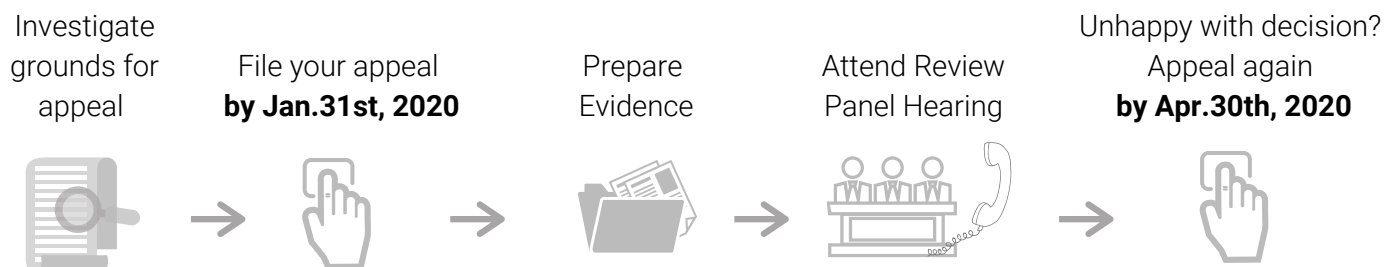 Investigate
grounds for
appeal
File your appeal
by Jan.31st, 2020
Prepare
Evidence
Attend Review
Panel Hearing
Unhappy with decision?
Appeal again
by Apr.30th, 2020